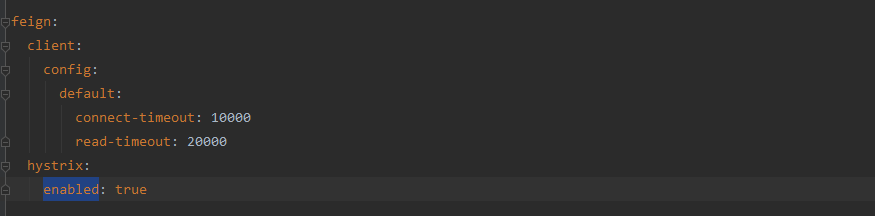 feign:
  client:
    config:
      default:
        connect-timeout: 10000
        read-timeout: 20000
  hystrix:
    enabled: true